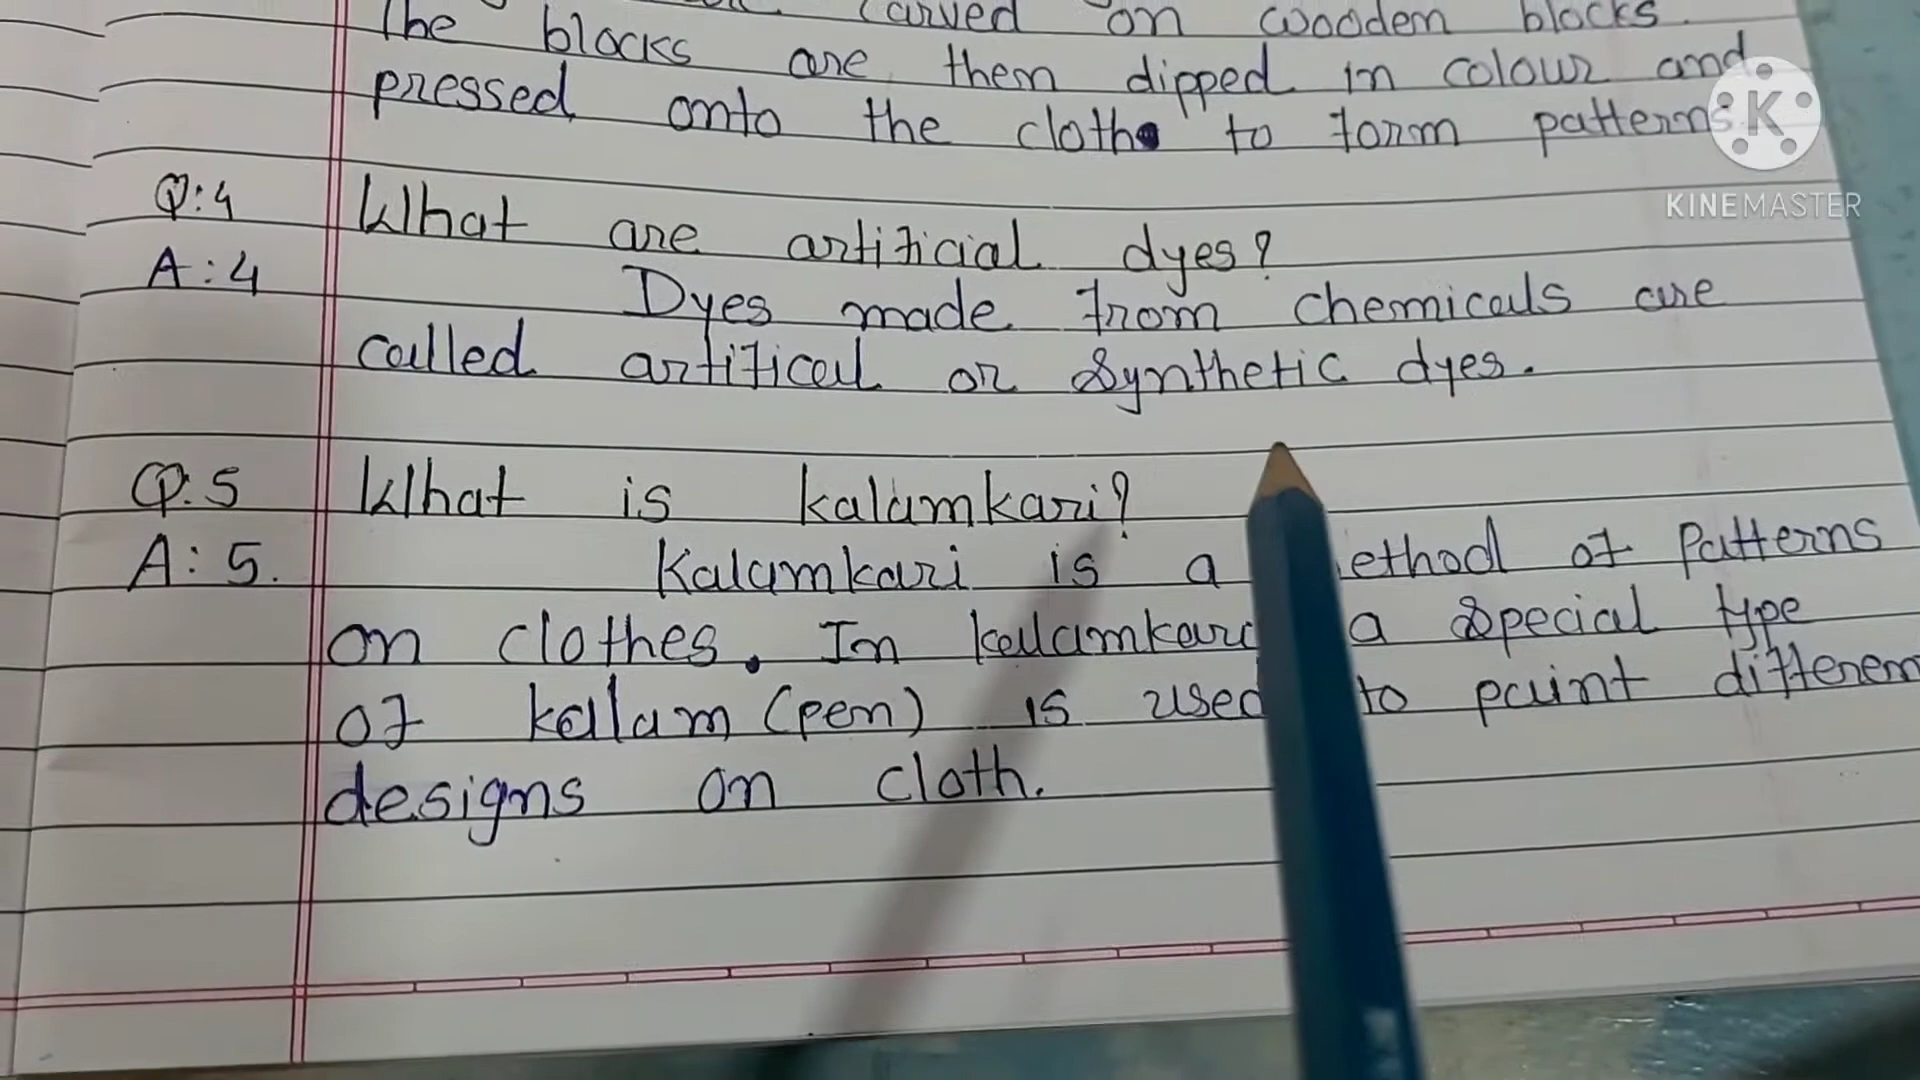 carved on wooden blocks.
The blocks are them dipped in colour and
pressed onto the cloth to form patterns.
KINEMASTER
Q:4 What are artificial dyes?
A:4 Dyes made from chemicals are
called artifical or synthetic dyes.
Q.5 What is kalamkari?
A:5. Kalamkari is a ethod of Patterns
on clothes. In kalamkari a special type
of kallam (pen) is used to paint differen
designs on cloth.